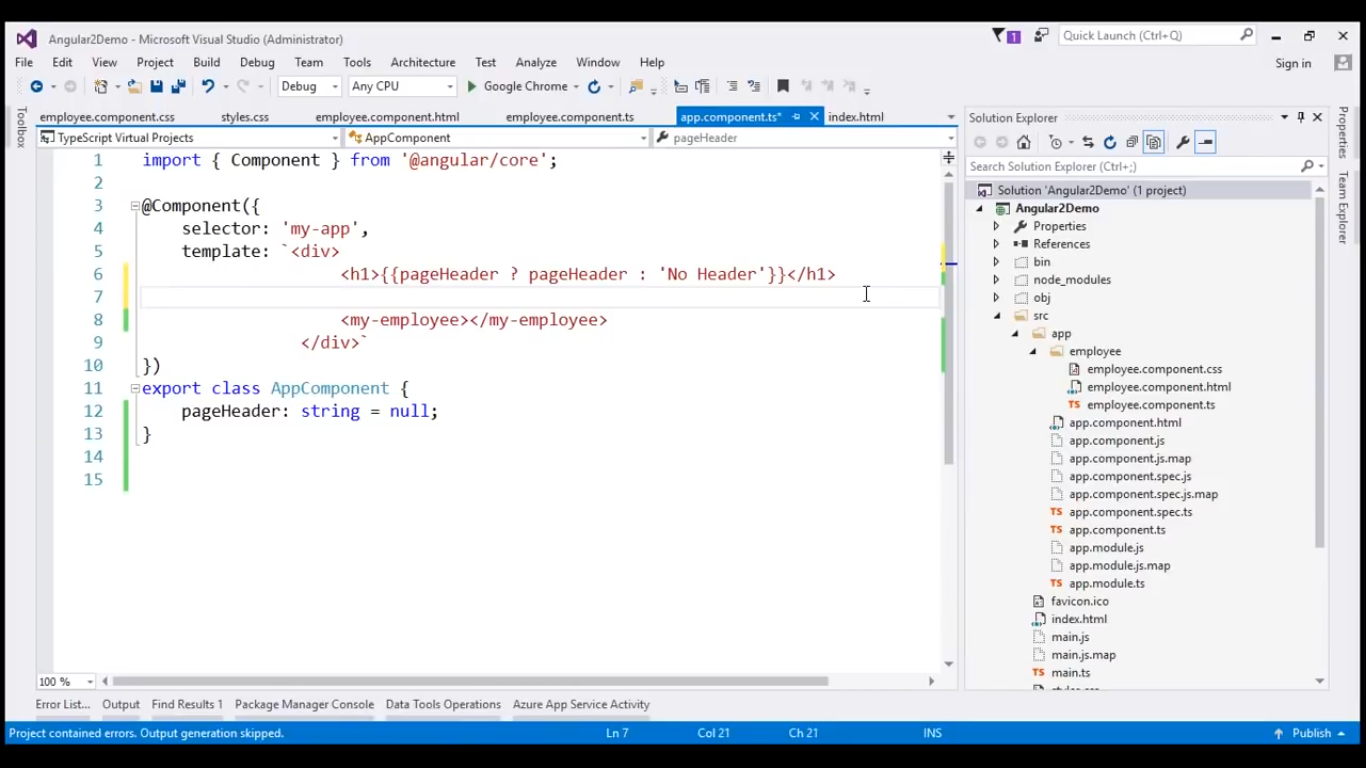 Angular2Demo - Microsoft Visual Studio (Administrator)
1
Quick Launch (Ctrl+Q)
File Edit View Project Build Debug Team Tools Architecture Test Analyze Window Help
Sign in
Debug Any CPU Google Chrome
Toolbox
employee.component.css styles.css employee.component.html employee.component.ts app.component.ts* index.html
TypeScript Virtual Projects AppComponent pageHeader
1 import { Component } from '@angular/core';
2
3 @Component({
4 selector: 'my-app',
5 template: `<div>
6 <h1>{{pageHeader ? pageHeader : 'No Header'}}</h1>
7
8 <my-employee></my-employee>
9 </div>`
10 })
11 export class AppComponent {
12 pageHeader: string = null;
13 }
14
15
100 %
Solution Explorer
Search Solution Explorer (Ctrl+;)
Solution 'Angular2Demo' (1 project)
Angular2Demo
Properties
References
bin
node_modules
obj
src
app
employee
employee.component.css
employee.component.html
employee.component.ts
app.component.html
app.component.js
app.component.js.map
app.component.spec.js
app.component.spec.js.map
app.component.spec.ts
app.component.ts
app.module.js
app.module.js.map
app.module.ts
favicon.ico
index.html
main.js
main.js.map
main.ts
Properties
Team Explorer
Error List... Output Find Results 1 Package Manager Console Data Tools Operations Azure App Service Activity
Project contained errors. Output generation skipped. Ln 7 Col 21 Ch 21 INS Publish